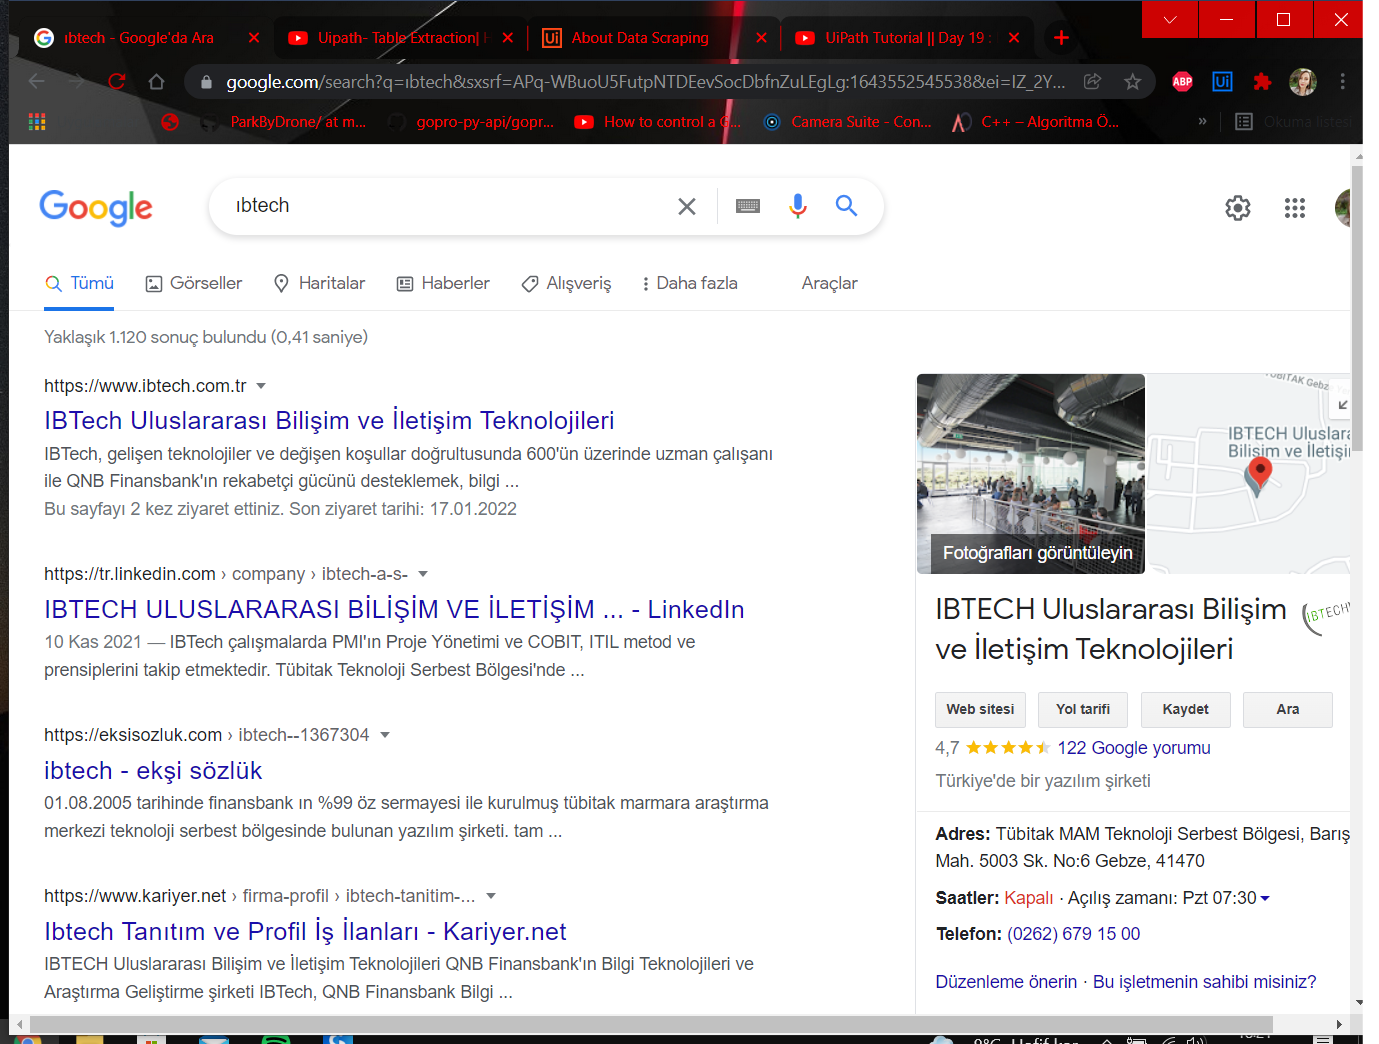 ıbtech - Google'da Ara
Uipath- Table Extraction|
About Data Scraping
UiPath Tutorial || Day 19 :
google.com/search?q=ıbtech&sxsrf=APq-WBuoU5FutpNTDEevSocDbfnZuLEgLg:1643552545538&ei=IZ_2Y...
ABP
Ui
ParkByDrone/ at m...
gopro-py-api/gopr...
How to control a G...
Camera Suite - Con...
C++ – Algoritma Ö...
»
Okuma listesi
Google
ıbtech
Tümü
Görseller
Haritalar
Haberler
Alışveriş
Daha fazla
Araçlar
Yaklaşık 1.120 sonuç bulundu (0,41 saniye)
https://www.ibtech.com.tr
IBTech Uluslararası Bilişim ve İletişim Teknolojileri
IBTech, gelişen teknolojiler ve değişen koşullar doğrultusunda 600'ün üzerinde uzman çalışanı
ile QNB Finansbank'ın rekabetçi gücünü desteklemek, bilgi ...
Bu sayfayı 2 kez ziyaret ettiniz. Son ziyaret tarihi: 17.01.2022
https://tr.linkedin.com › company › ibtech-a-s-
IBTECH ULUSLARARASI BİLİŞİM VE İLETİŞİM ... - LinkedIn
10 Kas 2021 — IBTech çalışmalarda PMI'ın Proje Yönetimi ve COBIT, ITIL metod ve
prensiplerini takip etmektedir. Tübitak Teknoloji Serbest Bölgesi'nde ...
https://eksisozluk.com › ibtech--1367304
ibtech - ekşi sözlük
01.08.2005 tarihinde finansbank ın %99 öz sermayesi ile kurulmuş tübitak marmara araştırma
merkezi teknoloji serbest bölgesinde bulunan yazılım şirketi. tam ...
https://www.kariyer.net › firma-profil › ibtech-tanitim-...
Ibtech Tanıtım ve Profil İş İlanları - Kariyer.net
IBTECH Uluslararası Bilişim ve İletişim Teknolojileri QNB Finansbank'ın Bilgi Teknolojileri ve
Araştırma Geliştirme şirketi IBTech, QNB Finansbank Bilgi ...
Fotoğrafları görüntüleyin
TÜBİTAK Gebze
IBTECH Uluslara
Bilişim ve İletişi
IBTECH Uluslararası Bilişim
ve İletişim Teknolojileri
IBTECH
Web sitesi
Yol tarifi
Kaydet
Ara
4,7 122 Google yorumu
Türkiye'de bir yazılım şirketi
Adres: Tübitak MAM Teknoloji Serbest Bölgesi, Barış
Mah. 5003 Sk. No:6 Gebze, 41470
Saatler: Kapalı · Açılış zamanı: Pzt 07:30
Telefon: (0262) 679 15 00
Düzenleme önerin · Bu işletmenin sahibi misiniz?
Hafif kar